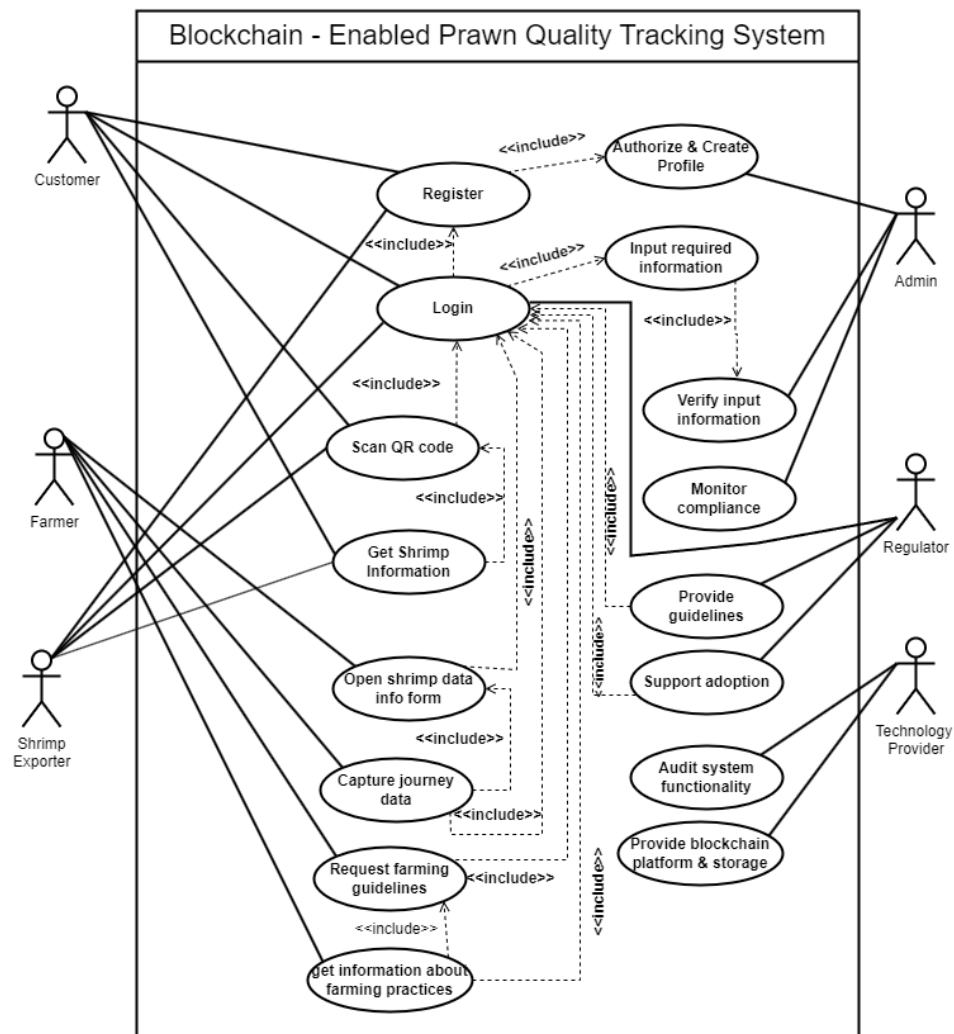 Blockchain - Enabled Prawn Quality Tracking System
Customer
Register
<<include>>
Authorize & Create
Profile
Admin
<<include>>
Login
<<include>>
Input required
information
<<include>>
Verify input
information
<<include>>
Scan QR code
Farmer
Monitor
compliance
Regulator
<<include>>
Get Shrimp
Information
<<include>>
<<include>>
Provide
guidelines
<<include>>
Shrimp
Exporter
Open shrimp data
info form
Support adoption
Technology
Provider
<<include>>
Capture journey
data
<<include>>
Audit system
functionality
Request farming
guidelines
<<include>>
Provide blockchain
platform & storage
<<include>>
<<include>>
get information about
farming practices